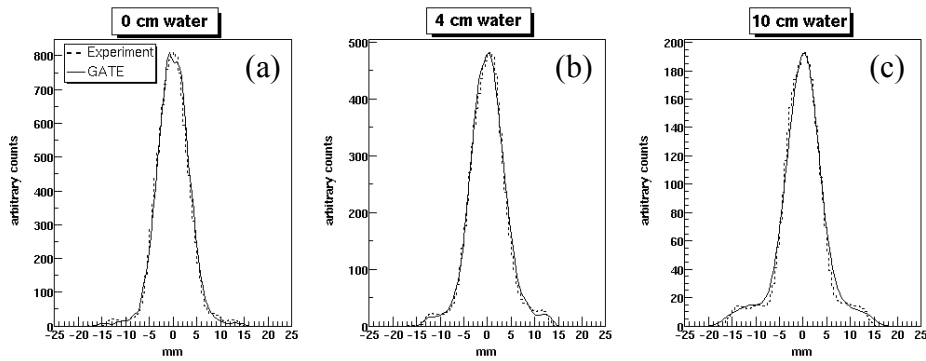 0 cm water
Experiment
GATE
(a)
arbitrary counts
800
700
600
500
400
300
200
100
0
-25 -20 -15 -10 -5 0 5 10 15 20 25
mm
4 cm water
(b)
arbitrary counts
500
400
300
200
100
0
-25 -20 -15 -10 -5 0 5 10 15 20 25
mm
10 cm water
(c)
arbitrary counts
200
180
160
140
120
100
80
60
40
20
0
-25 -20 -15 -10 -5 0 5 10 15 20 25
mm